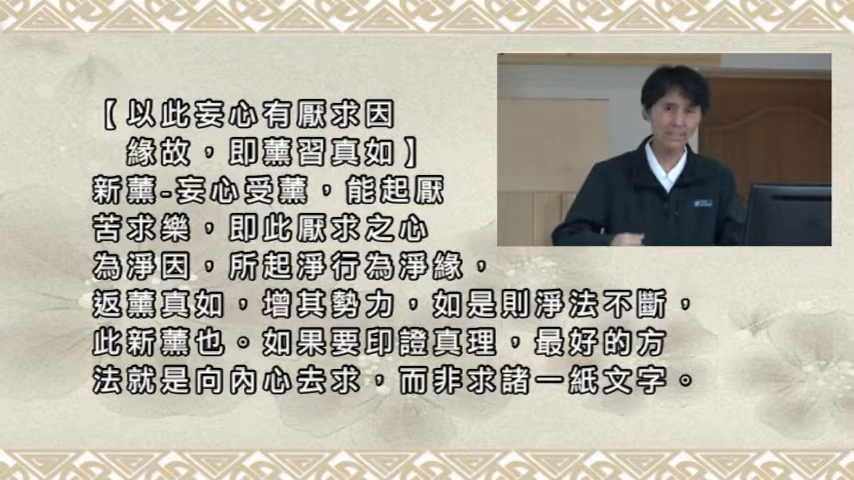 【以此妄心有厭求因
緣故，即薰習真如】
新薰-妄心受薰，能起厭
苦求樂，即此厭求之心
為淨因，所起淨行為淨緣，
返薰真如，增其勢力，如是則淨法不斷，
此新薰也。如果要印證真理，最好的方
法就是向內心去求，而非求諸一紙文字。